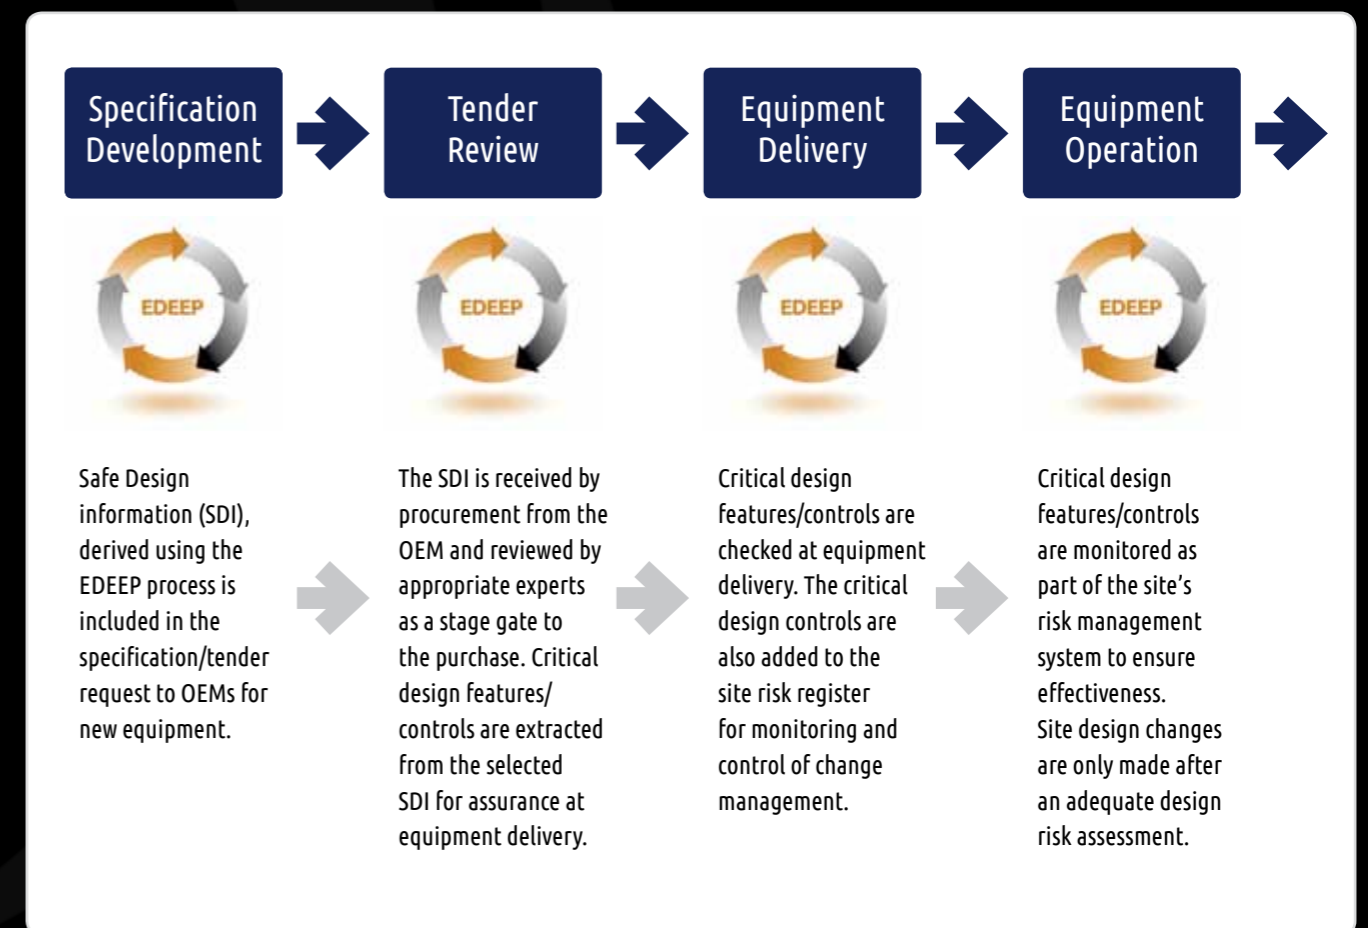 Specification
Development
Tender
Review
Equipment
Delivery
Equipment
Operation
EDEEP
EDEEP
EDEEP
EDEEP
Safe Design
information (SDI),
derived using the
EDEEP process is
included in the
specification/tender
request to OEMs for
new equipment.
The SDI is received by
procurement from the
OEM and reviewed by
appropriate experts
as a stage gate to
the purchase. Critical
design features/
controls are extracted
from the selected
SDI for assurance at
equipment delivery.
Critical design
features/controls are
checked at equipment
delivery. The critical
design controls are
also added to the
site risk register
for monitoring and
control of change
management.
Critical design
features/controls
are monitored as
part of the site's
risk management
system to ensure
effectiveness.
Site design changes
are only made after
an adequate design
risk assessment.